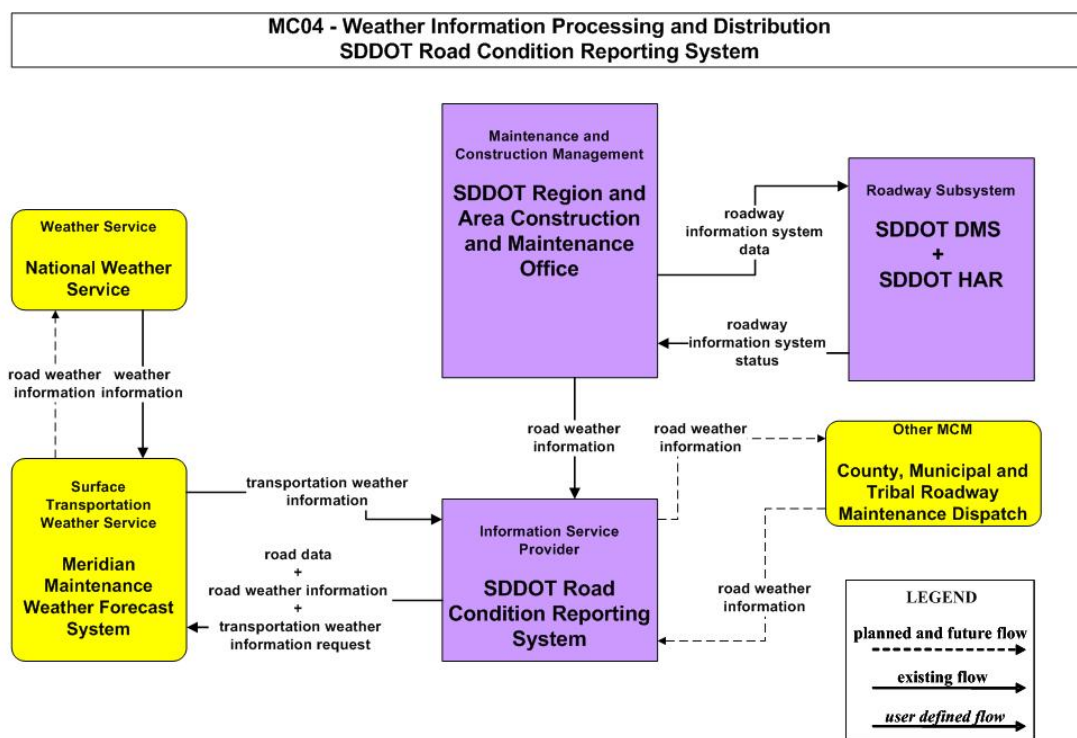 MC04 - Weather Information Processing and Distribution
SDDOT Road Condition Reporting System
Maintenance and
Construction Management
SDDOT Region and
Area Construction
and Maintenance
Office
Roadway Subsystem
SDDOT DMS
+
SDDOT HAR
roadway
information system
data
roadway
information system
status
Weather Service
National Weather
Service
road weather
information
weather
information
road weather
information
road weather
information
Other MCM
County, Municipal and
Tribal Roadway
Maintenance Dispatch
Surface
Transportation
Weather Service
Meridian
Maintenance
Weather Forecast
System
transportation weather
information
road data
+
road weather information
+
transportation weather
information request
Information Service
Provider
SDDOT Road
Condition Reporting
System
road weather
information
LEGEND
planned and future flow
existing flow
user defined flow